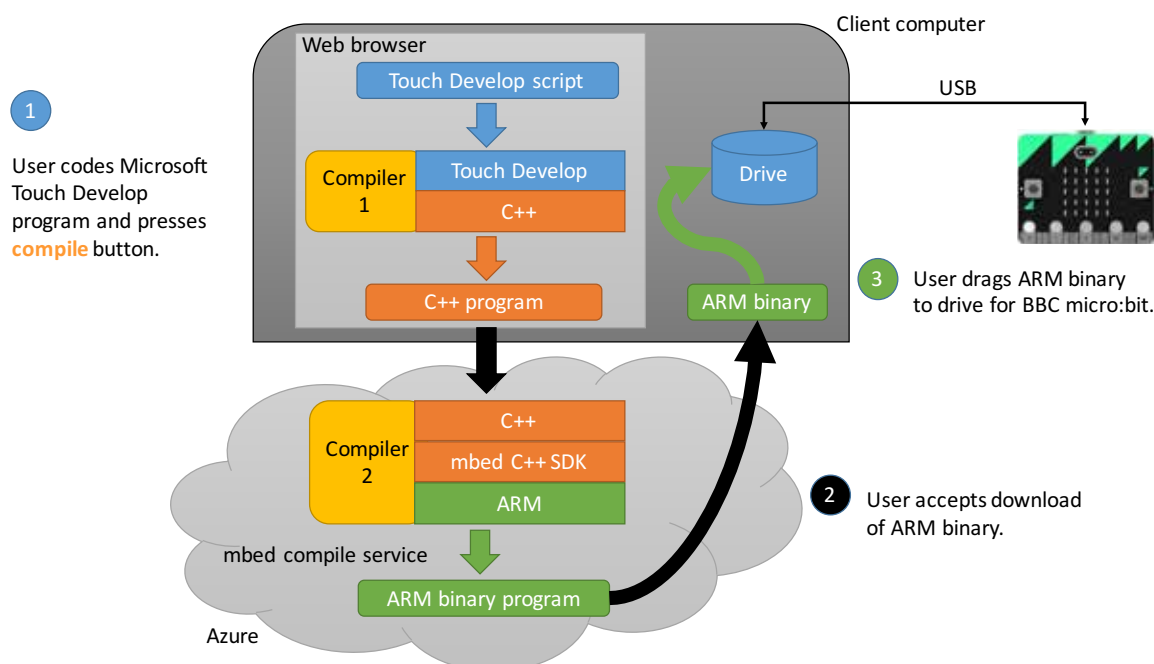 Client computer
Web browser
Touch Develop script
USB
1
User codes Microsoft
Touch Develop
program and presses
compile button.
Compiler
1
Touch Develop
C++
Drive
C++ program
ARM binary
3
User drags ARM binary
to drive for BBC micro:bit.
Compiler
2
C++
mbed C++ SDK
ARM
2
User accepts download
of ARM binary.
mbed compile service
ARM binary program
Azure